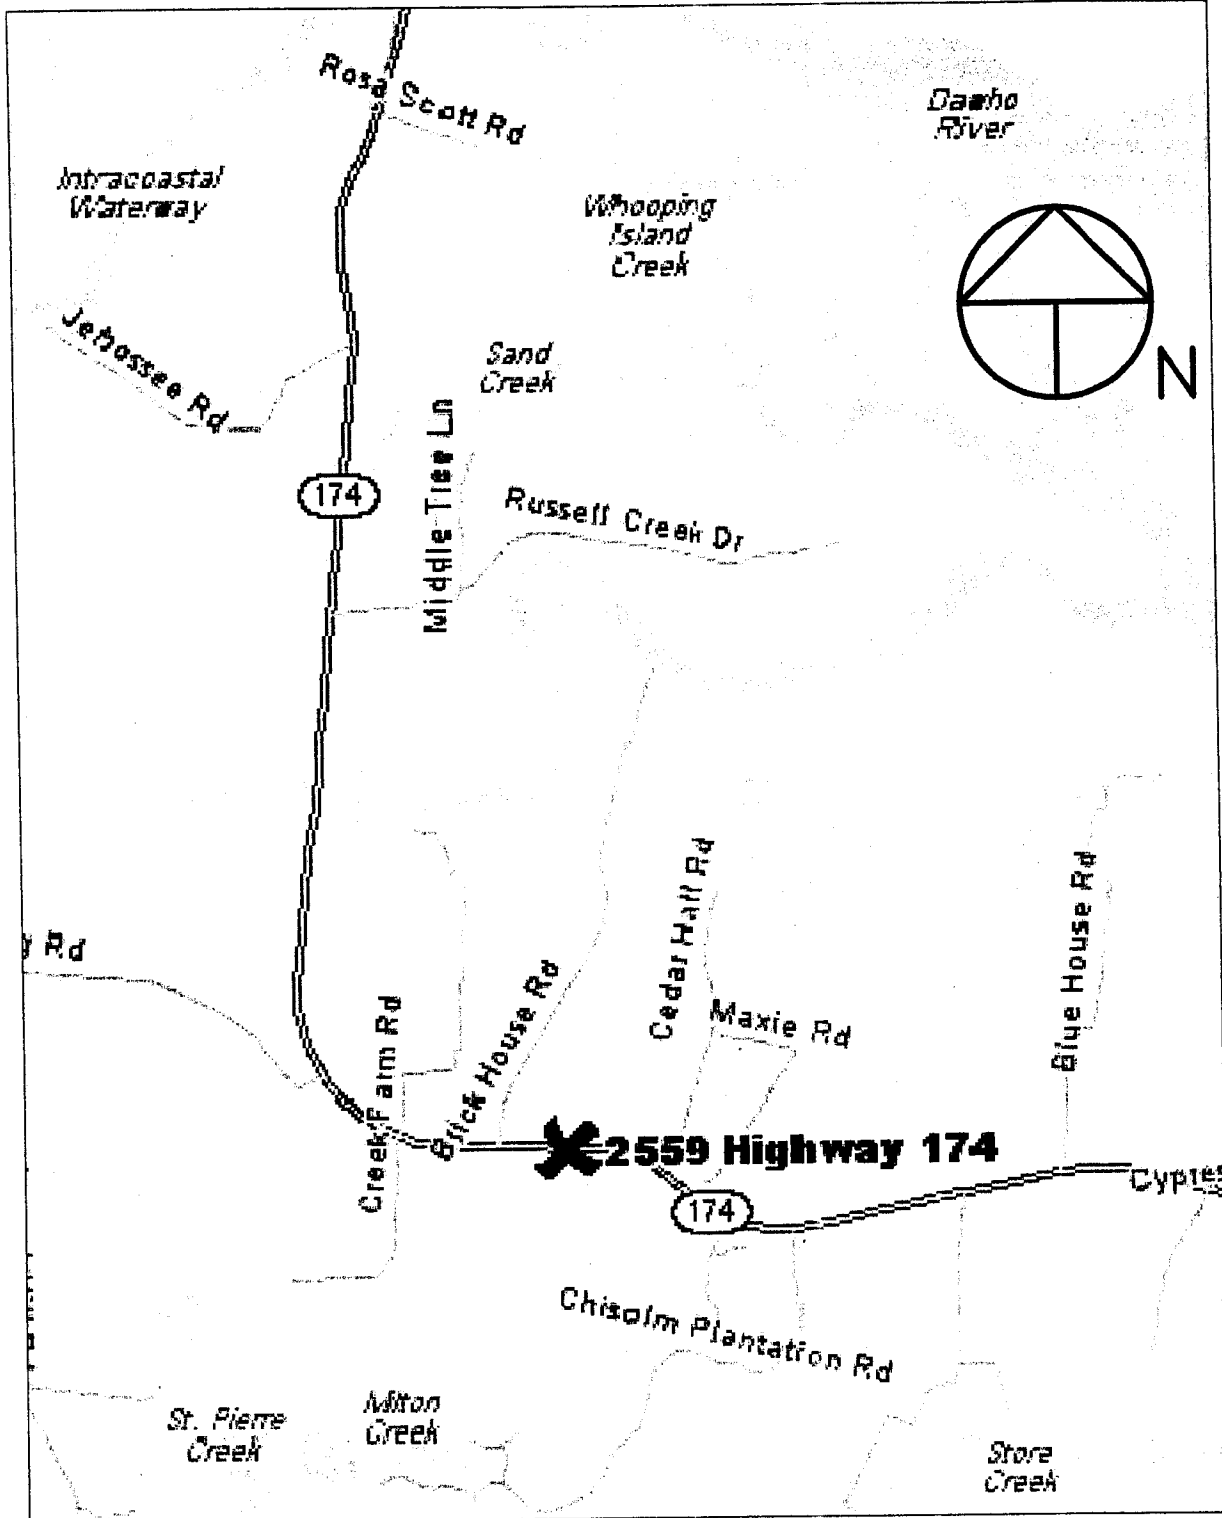 Rosa Scott Rd
Dawho
River
Intracoastal
Waterway
Whooping
Island
Creek
N
Jehossee Rd
Sand
Creek
Middle Tree Ln
174
Russell Creek Dr
Cedar Hall Rd
Blue House Rd
Rd
Maxie Rd
Creek Farm Rd
Brick House Rd
2559 Highway 174
174
Chisolm Plantation Rd
St. Pierre
Creek
Milton
Creek
Store
Creek